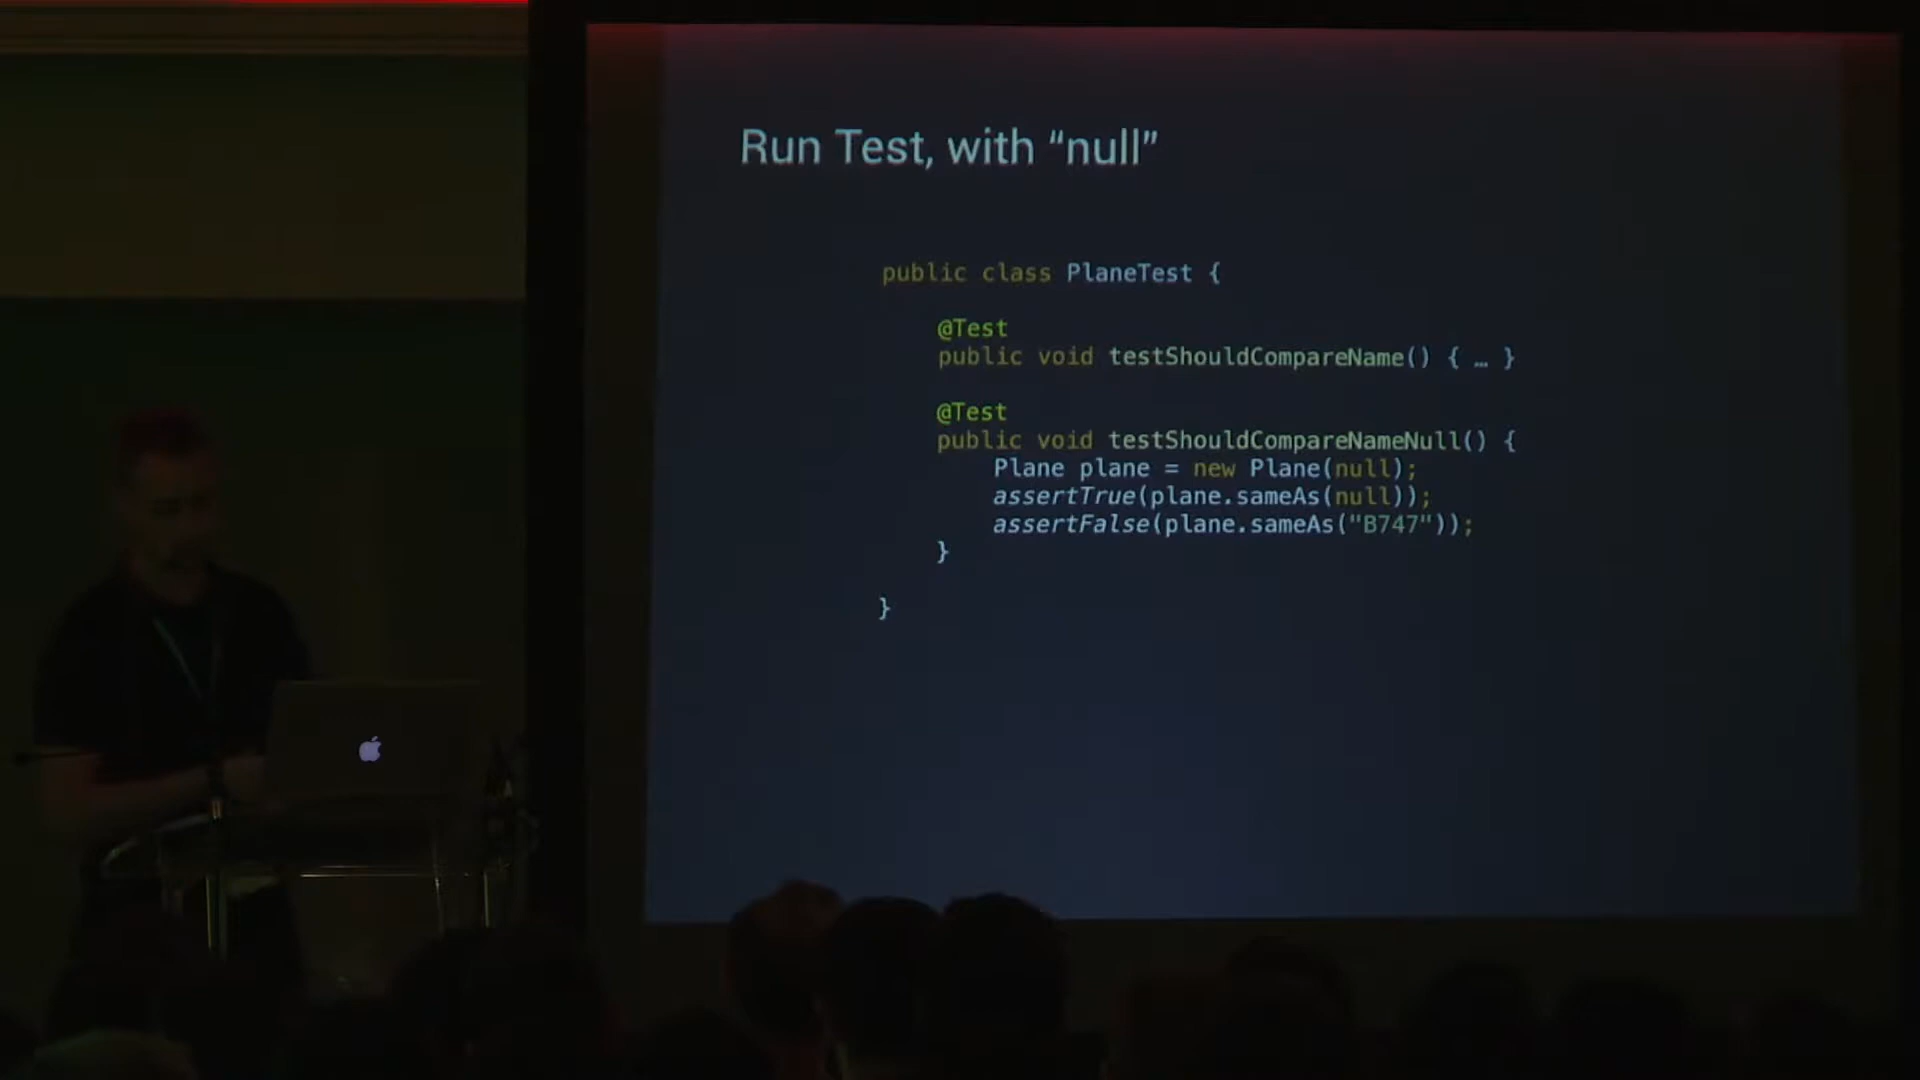 Run Test, with “null”
public class PlaneTest {
@Test
public void testShouldCompareName() { … }
@Test
public void testShouldCompareNameNull() {
Plane plane = new Plane(null);
assertTrue(plane.sameAs(null));
assertFalse(plane.sameAs("B747"));
}
}